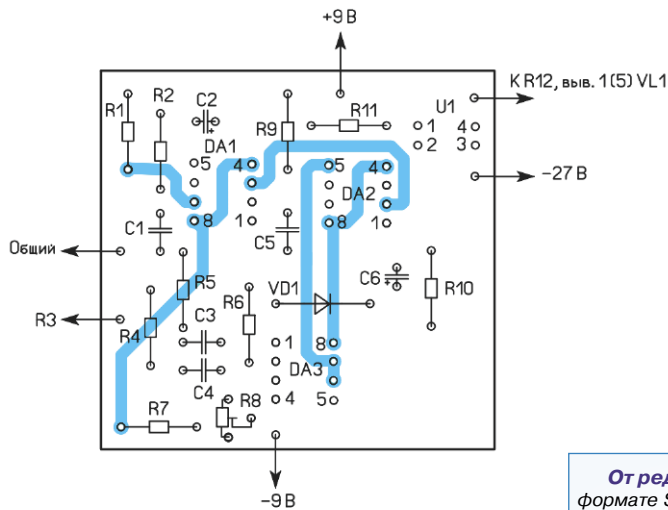 +9 В
К R12, выв. 1(5) VL1
R1
R2
C2
R9
R11
U1
1
4
2
3
DA1
5
4
5
4
DA2
−27 В
8
1
8
1
C1
C5
Общий
R5
VD1
C6
R10
R3
R4
R6
C3
1
8
DA3
C4
R8
4
5
R7
−9 В
От ред
формате S